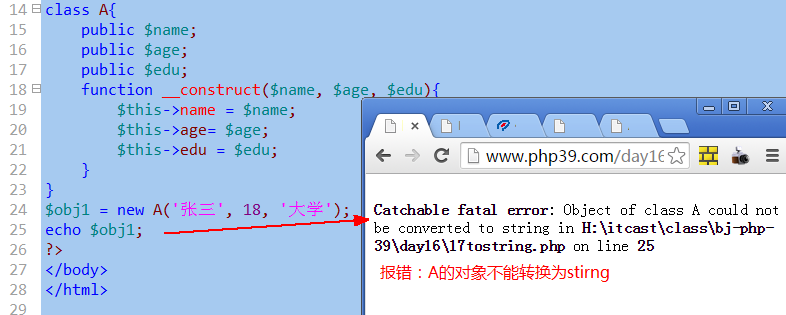 14 class A{
15 public $name;
16 public $age;
17 public $edu;
18 function __construct($name, $age, $edu){
19 $this->name = $name;
20 $this->age= $age;
21 $this->edu = $edu;
22 }
23 }
24 $obj1 = new A('张三', 18, '大学');
25 echo $obj1;
26 ?>
27 </body>
28 </html>
29
www.php39.com/day16
Catchable fatal error: Object of class A could not
be converted to string in H:\itcast\class\bj-php-
39\day16\17tostring.php on line 25
报错：A的对象不能转换为stirng